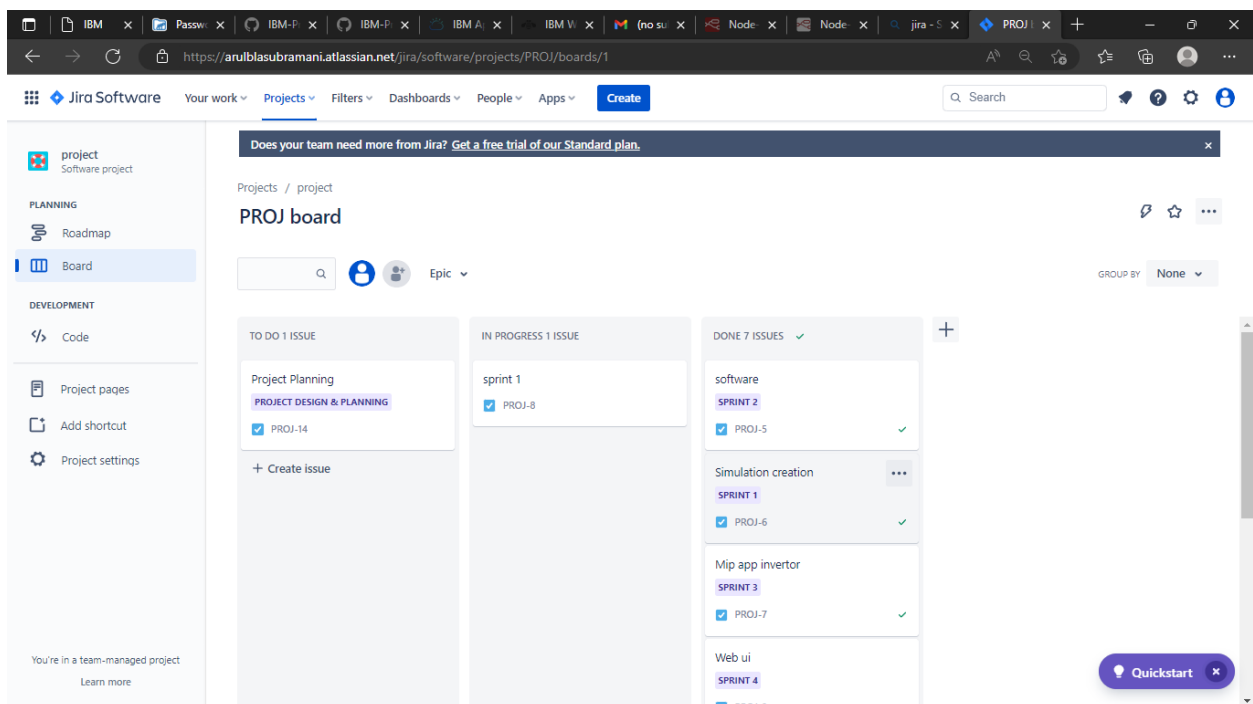 IBM
Passwo
IBM-P
IBM-P
IBM A
IBM W
(no su
Node-
Node-
jira - S
PROJ
https://arulblasubramani.atlassian.net/jira/software/projects/PROJ/boards/1
Jira Software Your work Projects Filters Dashboards People Apps Create Search
project
Software project
PLANNING
Roadmap
Board
DEVELOPMENT
Code
Project pages
Add shortcut
Project settings
You're in a team-managed project
Learn more
Does your team need more from Jira? Get a free trial of our Standard plan.
Projects / project
PROJ board
Epic
GROUP BY None
TO DO 1 ISSUE
Project Planning
PROJECT DESIGN & PLANNING
PROJ-14
+ Create issue
IN PROGRESS 1 ISSUE
sprint 1
PROJ-8
DONE 7 ISSUES
software
SPRINT 2
PROJ-5
Simulation creation
SPRINT 1
PROJ-6
Mip app invertor
SPRINT 3
PROJ-7
Web ui
SPRINT 4
Quickstart